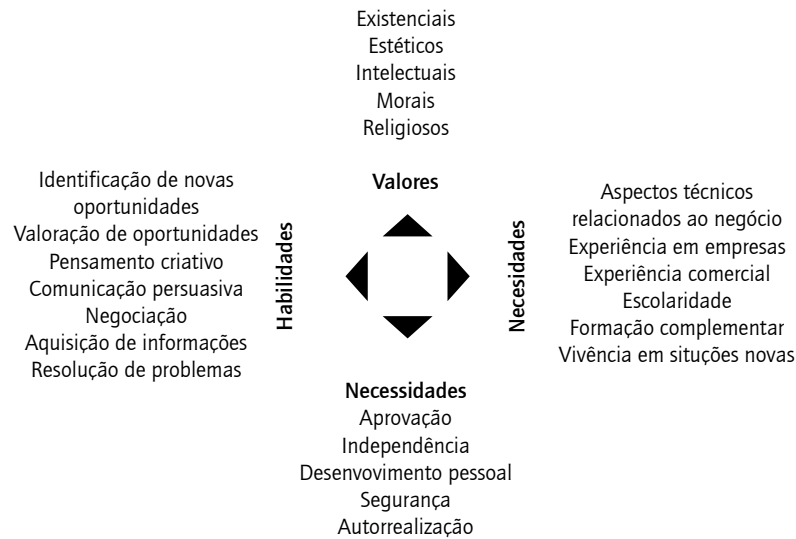 Existenciais
Estéticos
Intelectuais
Morais
Religiosos
Valores
Identificação de novas
oportunidades
Valoração de oportunidades
Pensamento criativo
Comunicação persuasiva
Negociação
Aquisição de informações
Resolução de problemas
Habilidades
Necesidades
Aspectos técnicos
relacionados ao negócio
Experiência em empresas
Experiência comercial
Escolaridade
Formação complementar
Vivência em situções novas
Necessidades
Aprovação
Independência
Desenvovimento pessoal
Segurança
Autorrealização